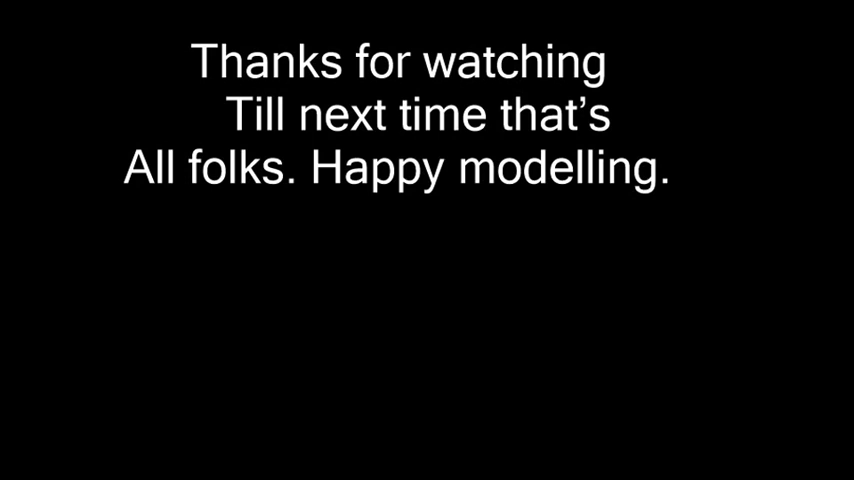 Thanks for watching
Till next time that’s
All folks. Happy modelling.